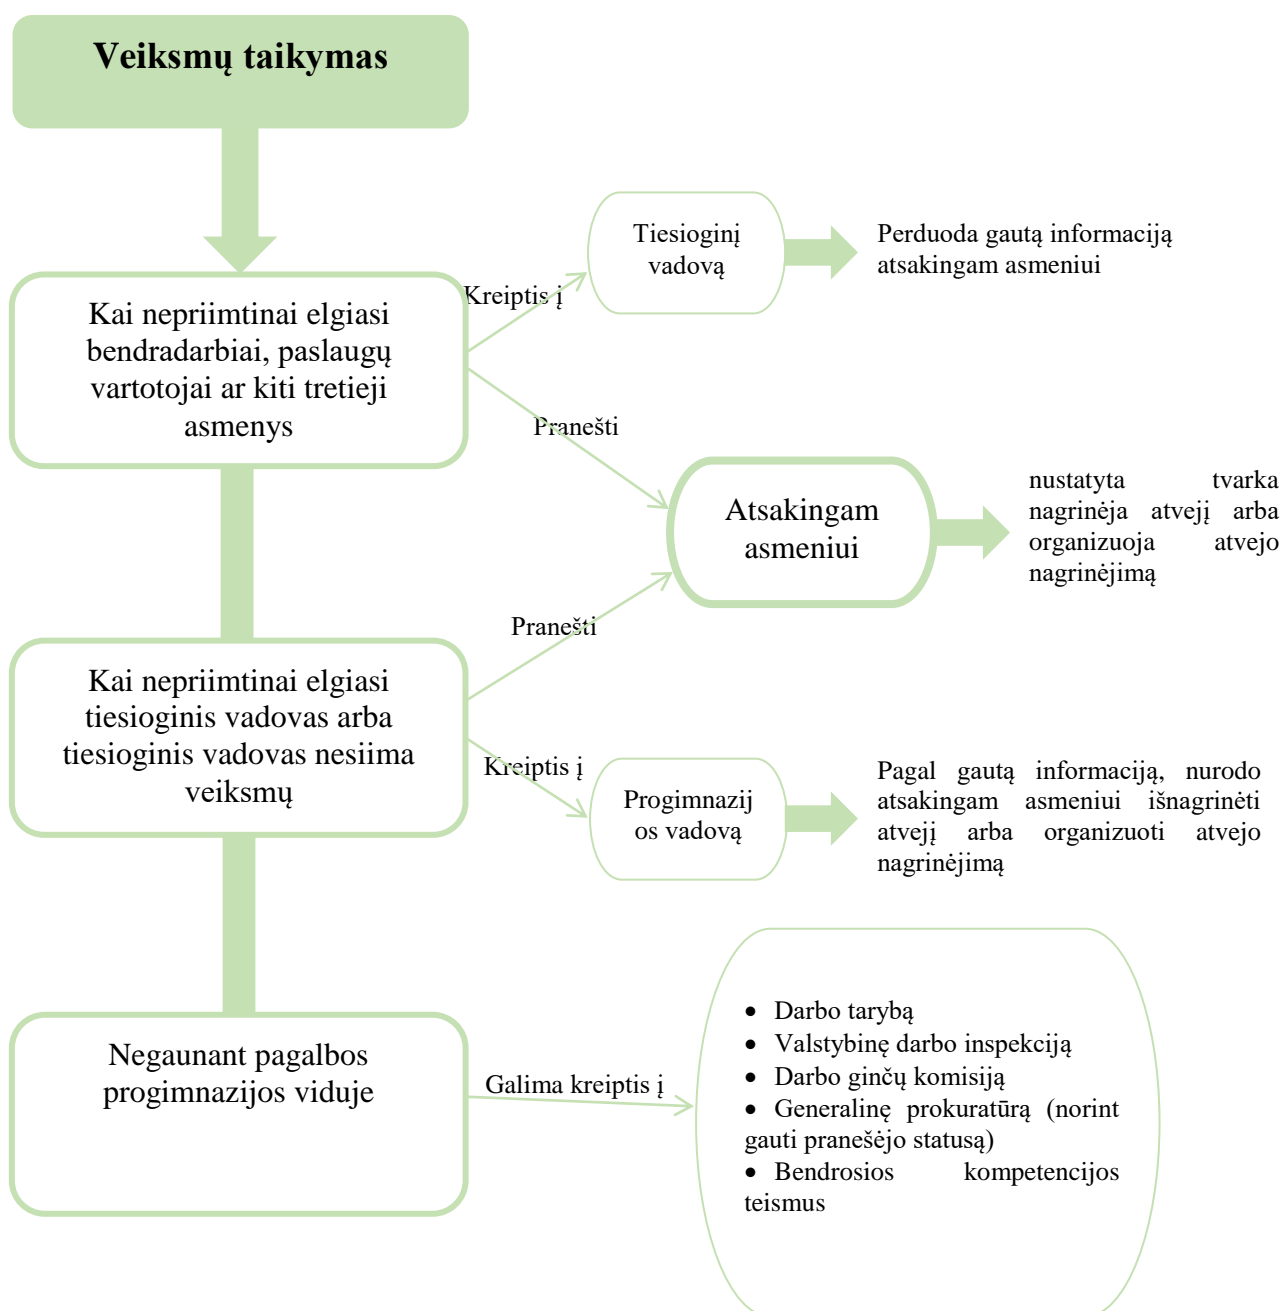 Veiksmų taikymas
Kai nepriimtinai elgiasi
bendradarbiai, paslaugų
vartotojai ar kiti tretieji
asmenys
Kreiptis į
Tiesioginį
vadovą
Perduoda gautą informaciją
atsakingam asmeniui
Pranešti
Atsakingam
asmeniui
nustatyta tvarka
nagrinėja atvejį arba
organizuoja atvejo
nagrinėjimą
Pranešti
Kai nepriimtinai elgiasi
tiesioginis vadovas arba
tiesioginis vadovas nesiima
veiksmų
Kreiptis į
Progimnazij
os vadovą
Pagal gautą informaciją, nurodo
atsakingam asmeniui išnagrinėti
atvejį arba organizuoti atvejo
nagrinėjimą
Negaunant pagalbos
progimnazijos viduje
Galima kreiptis į
• Darbo tarybą
• Valstybinę darbo inspekciją
• Darbo ginčų komisiją
• Generalinę prokuratūrą (norint
gauti pranešėjo statusą)
• Bendrosios kompetencijos
teismus